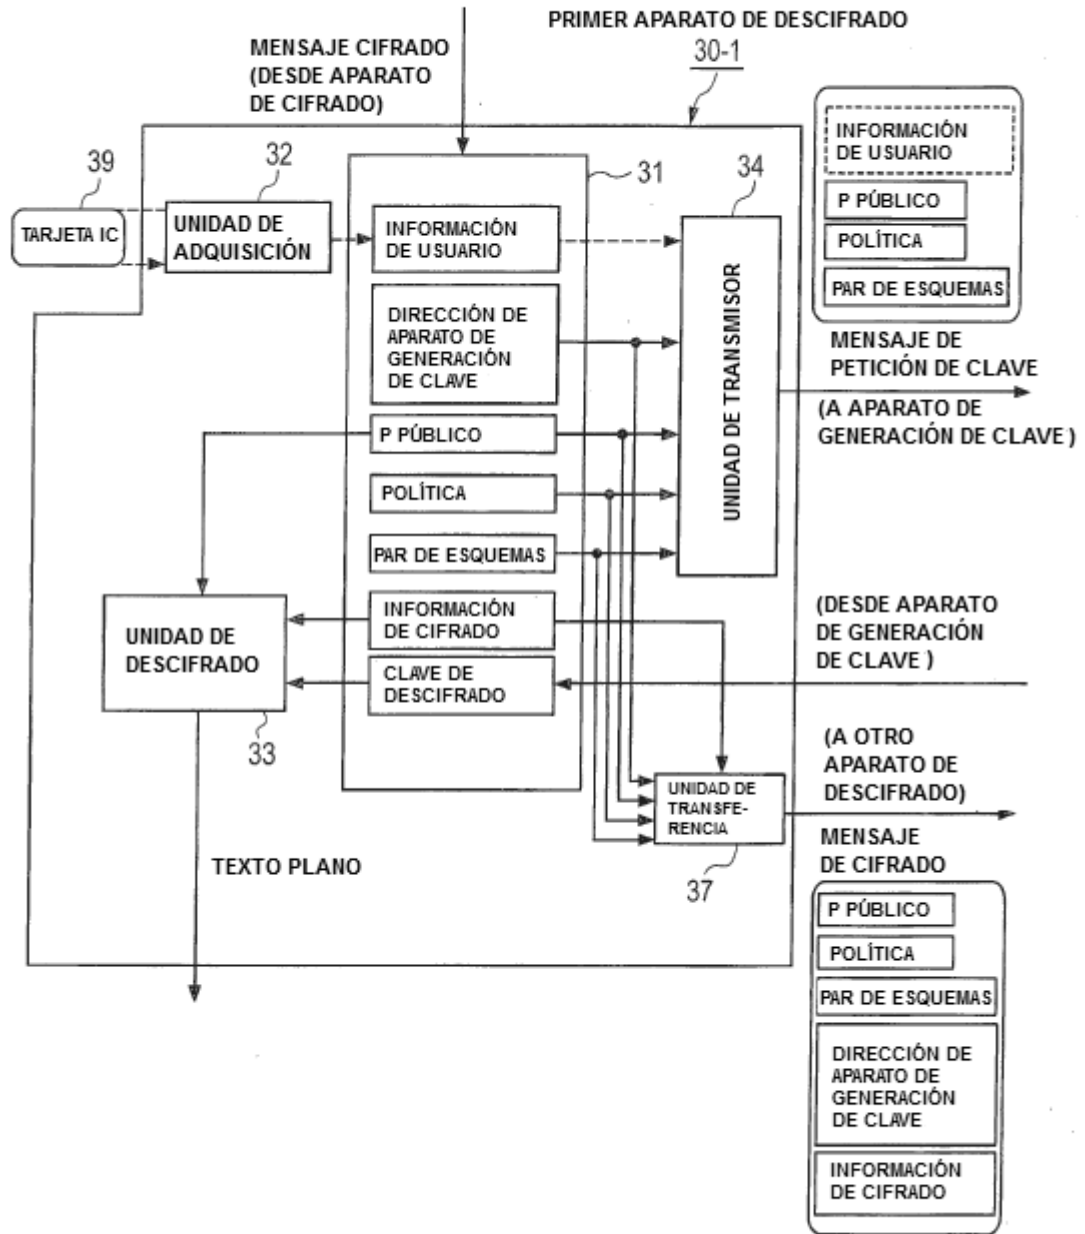 PRIMER APARATO DE DESCIFRADO
30-1
MENSAJE CIFRADO
(DESDE APARATO
DE CIFRADO)
39
TARJETA IC
32
UNIDAD DE
ADQUISICIÓN
31
INFORMACIÓN
DE USUARIO
DIRECCIÓN DE
APARATO DE
GENERACIÓN
DE CLAVE
P PÚBLICO
POLÍTICA
PAR DE ESQUEMAS
INFORMACIÓN
DE CIFRADO
CLAVE DE
DESCIFRADO
34
UNIDAD DE TRANSMISOR
INFORMACIÓN
DE USUARIO
P PÚBLICO
POLÍTICA
PAR DE ESQUEMAS
MENSAJE DE
PETICIÓN DE CLAVE
(A APARATO DE
GENERACIÓN DE CLAVE )
UNIDAD DE
DESCIFRADO
33
(DESDE APARATO
DE GENERACIÓN
DE CLAVE )
UNIDAD DE
TRANSFE-
RENCIA
37
(A OTRO
APARATO DE
DESCIFRADO)
TEXTO PLANO
MENSAJE
DE CIFRADO
P PÚBLICO
POLÍTICA
PAR DE ESQUEMAS
DIRECCIÓN DE
APARATO DE
GENERACIÓN
DE CLAVE
INFORMACIÓN
DE CIFRADO